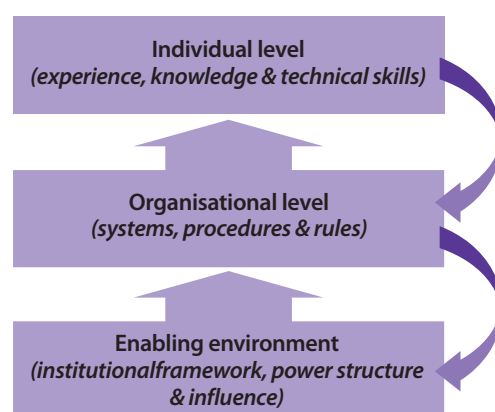 Individual level
(experience, knowledge & technical skills)
Organisational level
(systems, procedures & rules)
Enabling environment
(institutionalframework, power structure
& influence)